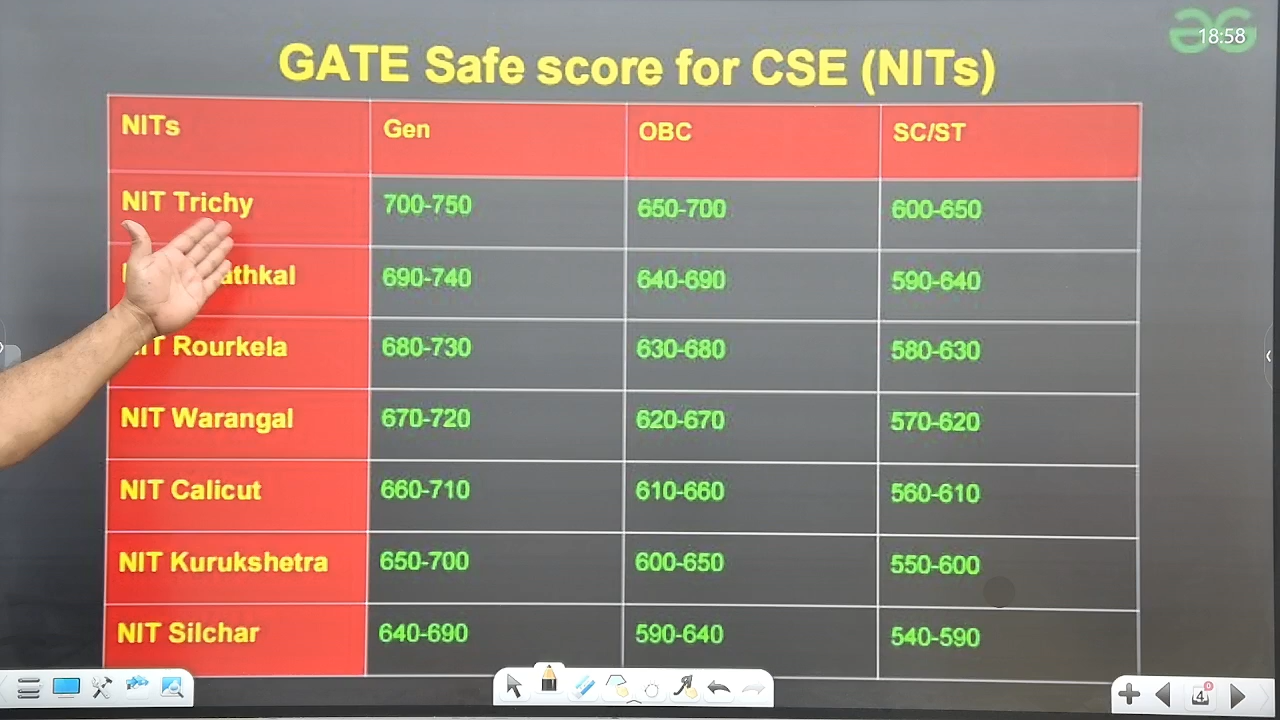 18:58
GATE Safe score for CSE (NITs)
NITs Gen OBC SC/ST
NIT Trichy 700-750 650-700 600-650
690-740 640-690 590-640
Rourkela 680-730 630-680 580-630
NIT Warangal 670-720 620-670 570-620
NIT Calicut 660-710 610-660 560-610
NIT Kurukshetra 650-700 600-650 550-600
NIT Silchar 640-690 590-640 540-590
4 0